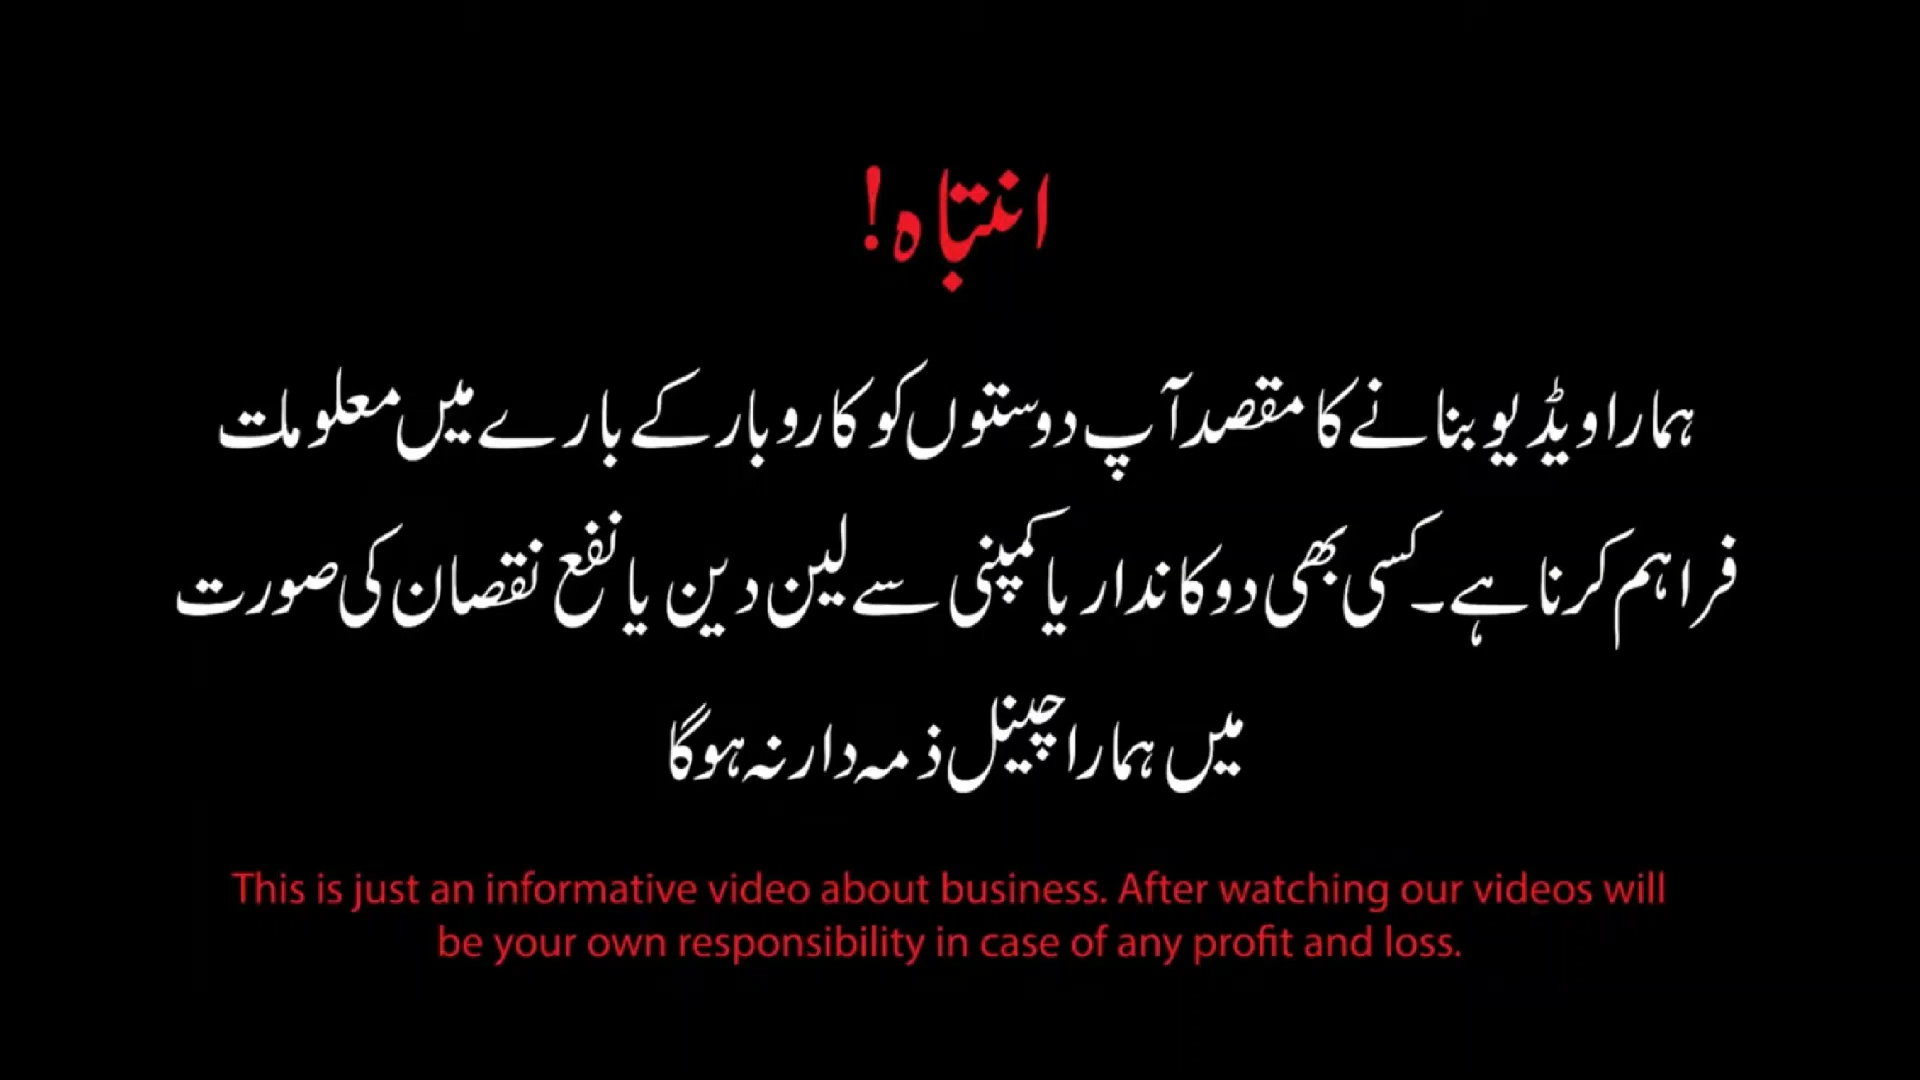 انتباہ!
ہمارا ویڈیو بنانے کا مقصد آپ دوستوں کو کاروبار کے بارے میں معلومات
فراہم کرنا ہے۔ کسی بھی دوکاندار یا کمپنی سے لین دین یا نفع نقصان کی صورت
میں ہمارا چینل ذمہ دار نہ ہوگا
This is just an informative video about business. After watching our videos will
be your own responsibility in case of any profit and loss.